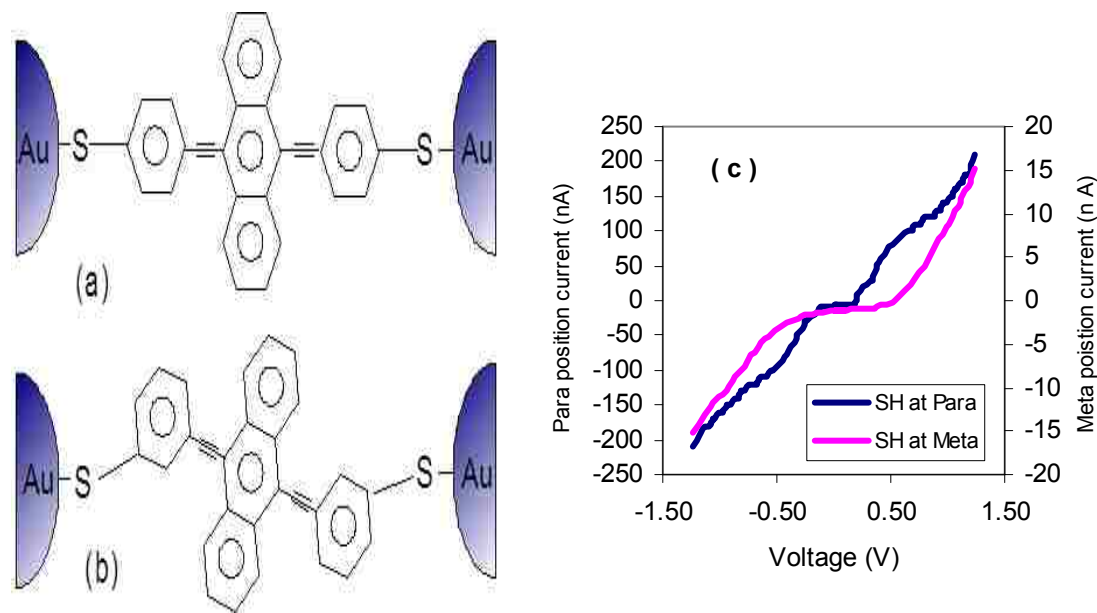 Au S S Au
(a)
Au S S Au
(b)
( c )
Para position current (nA)
250
200
150
100
50
0
-50
-100
-150
-200
-250
20
15
10
5
0
-5
-10
-15
-20
Meta poistion current (n A)
SH at Para
SH at Meta
-1.50 -0.50 0.50 1.50
Voltage (V)